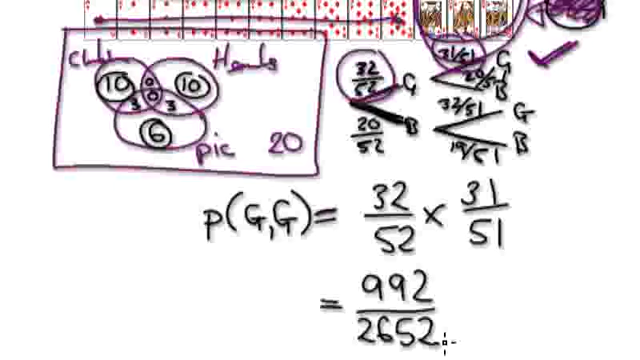 Clubs Hearts
10 0 10
0
3 3
6
pic 20
32/52 G
31/51 G
20/51 B
20/52 B
32/51 G
19/51 B
p(G,G) = 32/52 × 31/51
= 992/2652